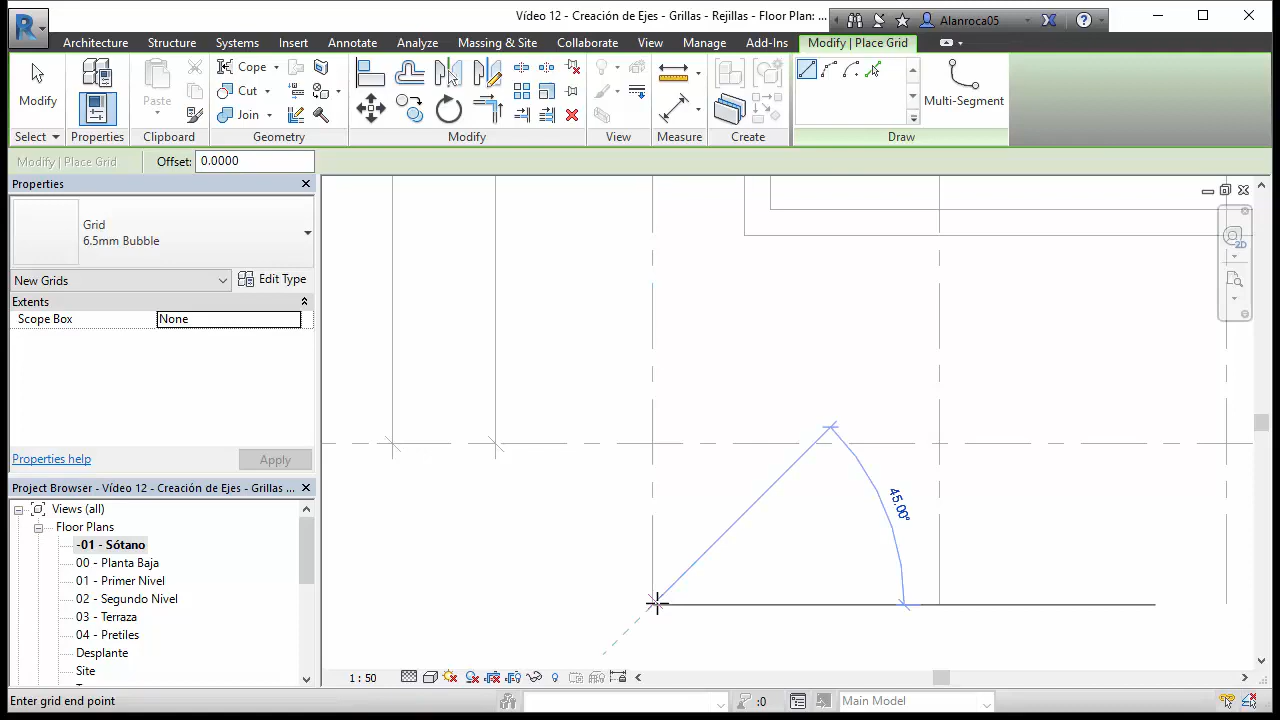 Vídeo 12 - Creación de Ejes - Grillas - Rejillas - Floor Plan: ...
Alanroca05
Architecture Structure Systems Insert Annotate Analyze Massing & Site Collaborate View Manage Add-Ins Modify | Place Grid
Modify
Paste
Cope
Cut
Join
Multi-Segment
Select Properties Clipboard Geometry Modify View Measure Create Draw
Modify | Place Grid Offset: 0.0000
Properties
Grid
6.5mm Bubble
New Grids Edit Type
Extents
Scope Box None
Properties help Apply
Project Browser - Vídeo 12 - Creación de Ejes - Grillas ...
Views (all)
Floor Plans
-01 - Sótano
00 - Planta Baja
01 - Primer Nivel
02 - Segundo Nivel
03 - Terraza
04 - Pretiles
Desplante
Site
2D
45.00°
1 : 50
Enter grid end point
:0
Main Model